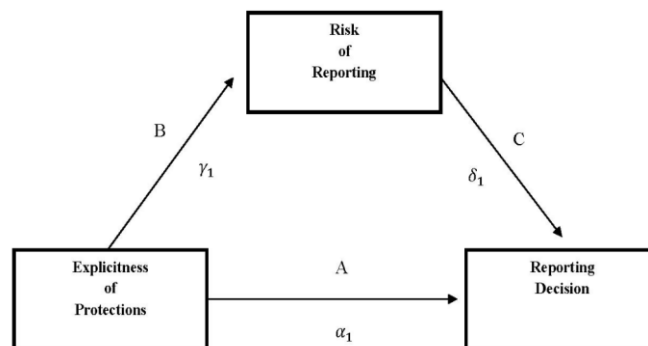 Risk
of
Reporting
B
C
γ₁
δ₁
Explicitness
of
Protections
A
Reporting
Decision
α₁